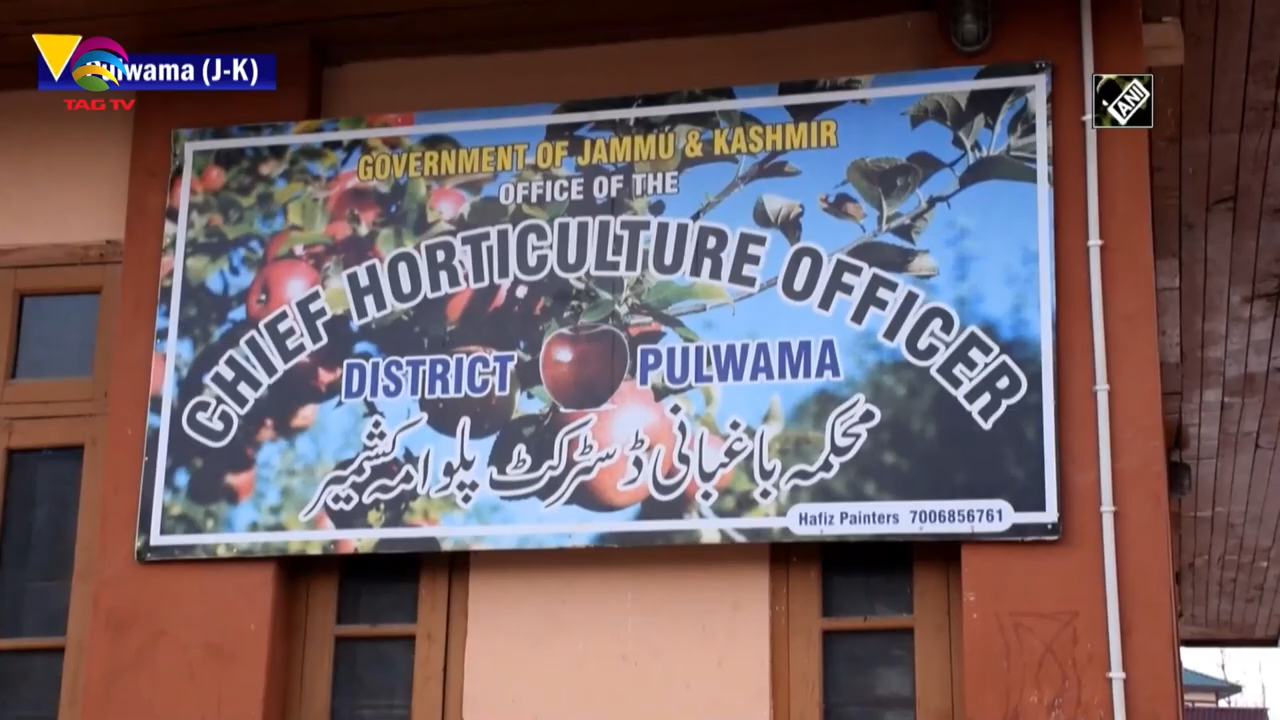 Pulwama (J-K)
TAG TV
ANI
GOVERNMENT OF JAMMU & KASHMIR
OFFICE OF THE
CHIEF HORTICULTURE OFFICER
DISTRICT PULWAMA
محکمہ باغبانی ڈسٹرکٹ پلوامہ کشمیر
Hafiz Painters 7006856761